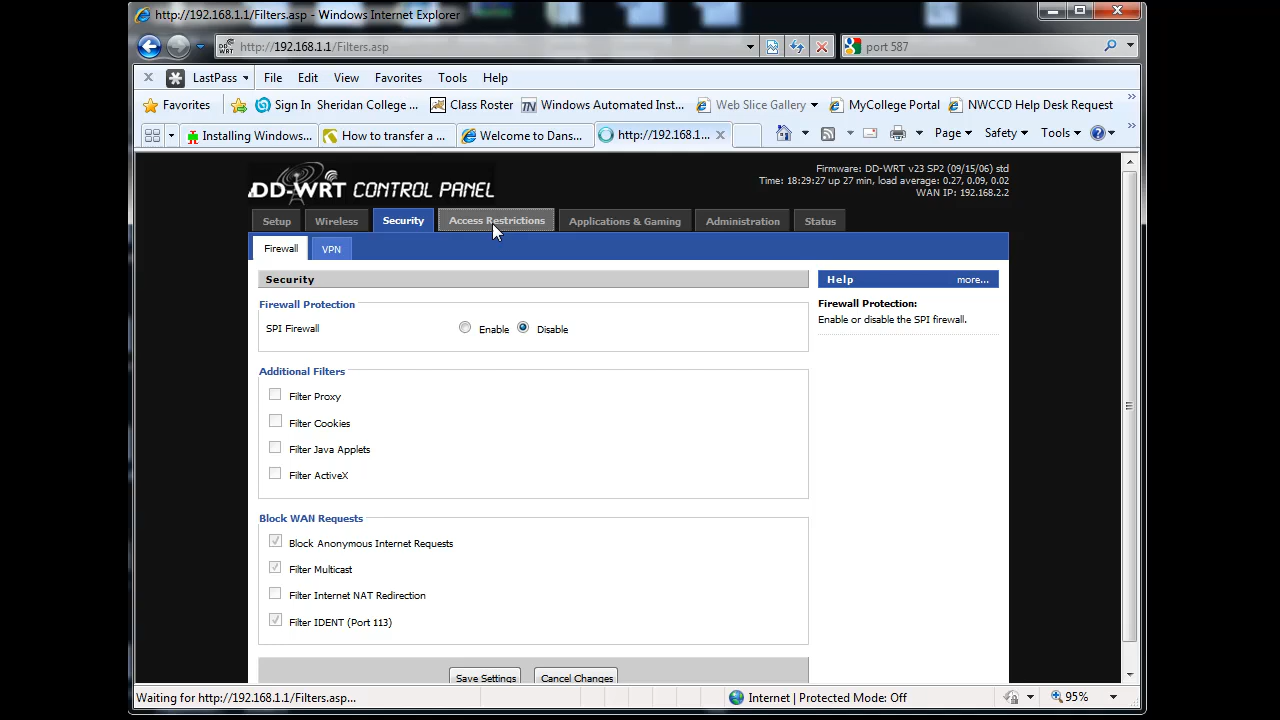 http://192.168.1.1/Filters.asp - Windows Internet Explorer
http://192.168.1.1/Filters.asp
port 587
LastPass File Edit View Favorites Tools Help
Favorites Sign In Sheridan College ... Class Roster Windows Automated Inst... Web Slice Gallery MyCollege Portal NWCCD Help Desk Request
Installing Windows... How to transfer a ... Welcome to Dans... http://192.168.1... Page Safety Tools
DD-WRT CONTROL PANEL
Firmware: DD-WRT v23 SP2 (09/15/06) std
Time: 18:29:27 up 27 min, load average: 0.27, 0.09, 0.02
WAN IP: 192.168.2.2
Setup Wireless Security Access Restrictions Applications & Gaming Administration Status
Firewall VPN
Security
Firewall Protection
SPI Firewall Enable Disable
Additional Filters
Filter Proxy
Filter Cookies
Filter Java Applets
Filter ActiveX
Block WAN Requests
Block Anonymous Internet Requests
Filter Multicast
Filter Internet NAT Redirection
Filter IDENT (Port 113)
Save Settings Cancel Changes
Help more...
Firewall Protection:
Enable or disable the SPI firewall.
Waiting for http://192.168.1.1/Filters.asp...
Internet | Protected Mode: Off
95%